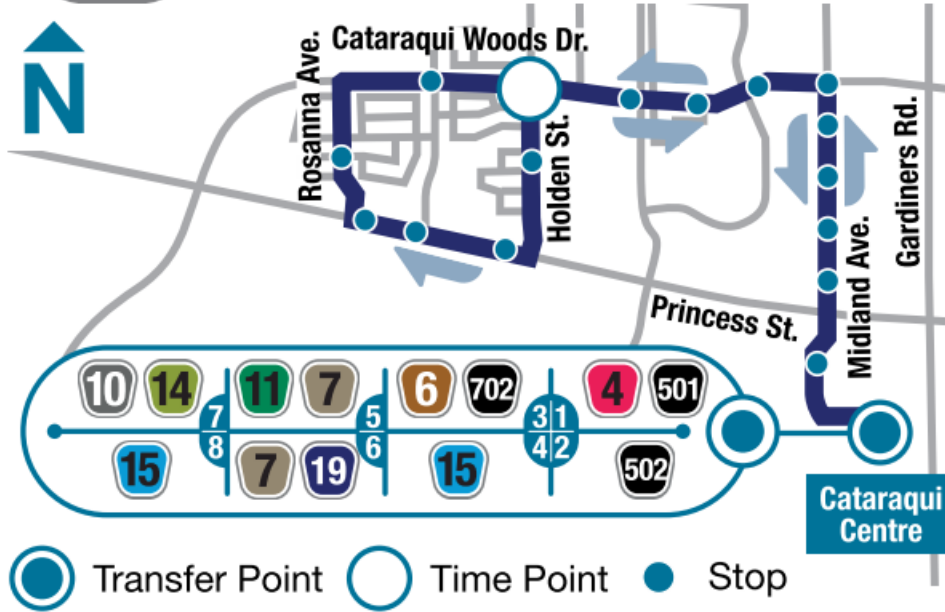 N
Cataraqui Woods Dr.
Rosanna Ave.
Holden St.
Gardiners Rd.
Midland Ave.
Princess St.
10 14 11 7 6 702 4 501
7 5 3 1
8 6 4 2
15 7 19 15 502
Cataraqui
Centre
Transfer Point Time Point Stop